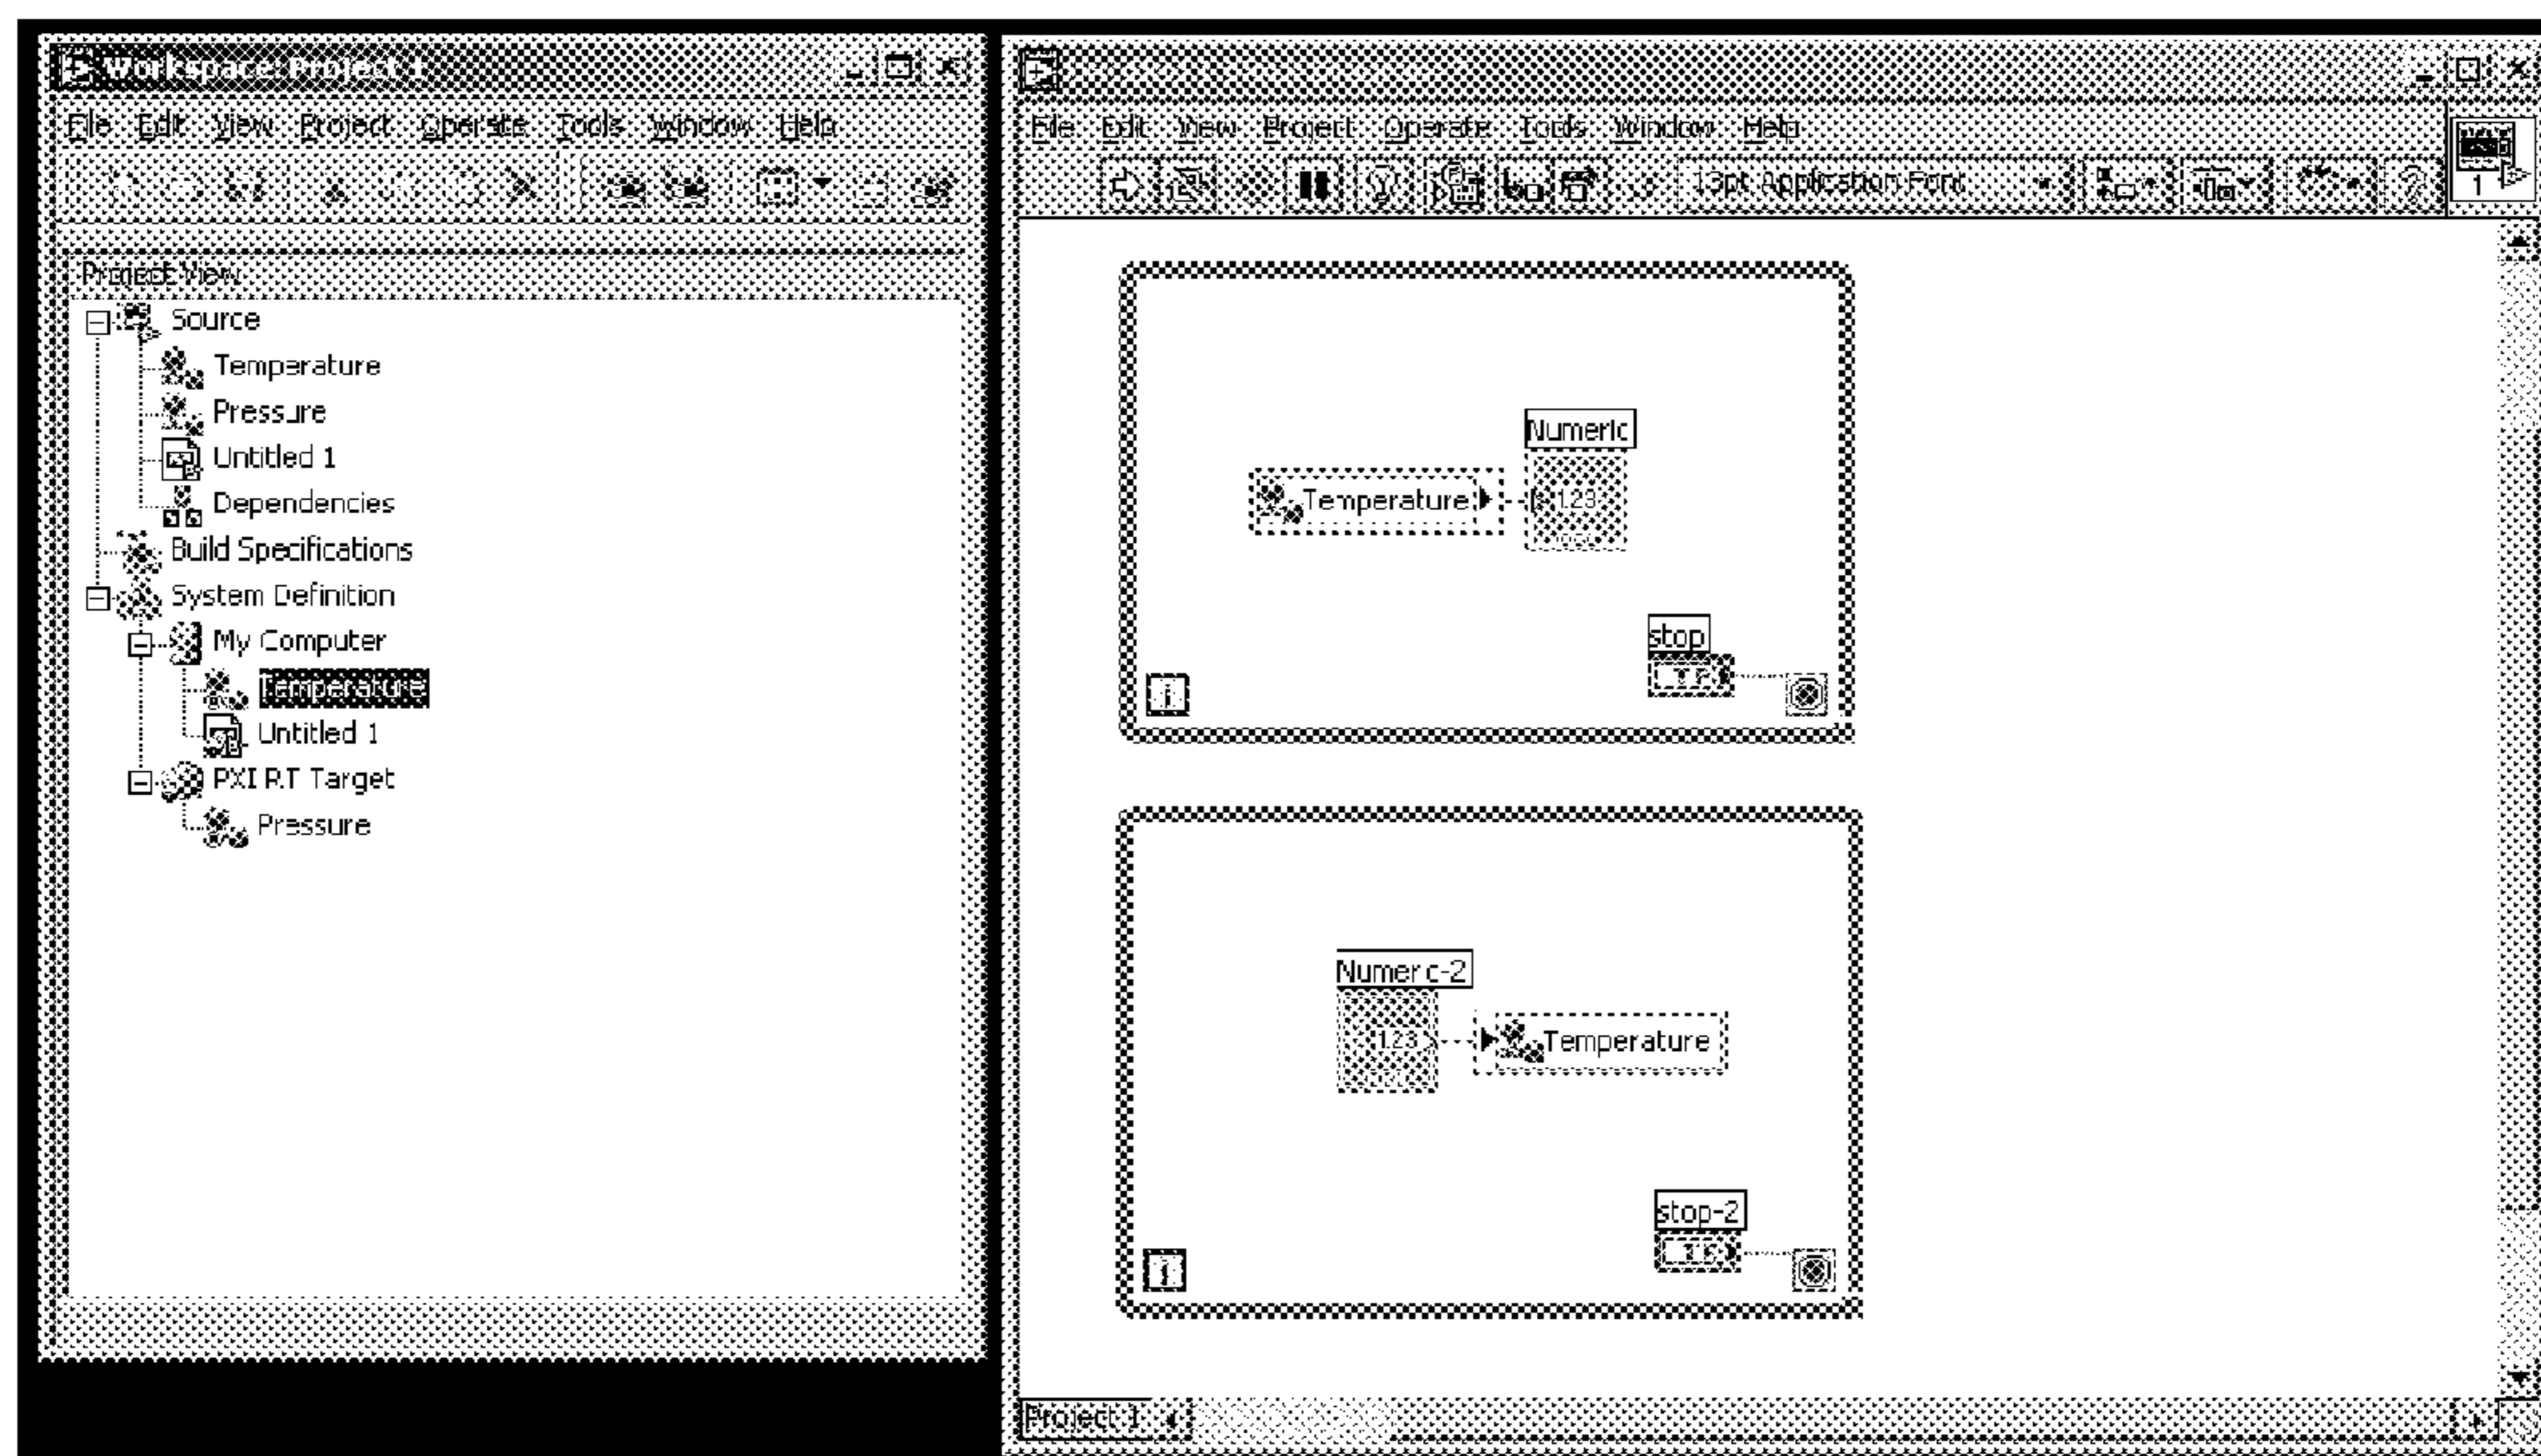 Workspace: Project 1
File Edit View Project Operate Tools Window Help
Project View
Source
Temperature
Pressure
Untitled 1
Dependencies
Build Specifications
System Definition
My Computer
Temperature
Untitled 1
PXI RT Target
Pressure
File Edit View Project Operate Tools Window Help
13pt Application Font
1
Numeric
Temperature
123
stop
i
Numeric-2
123
Temperature
stop-2
i
Project 1